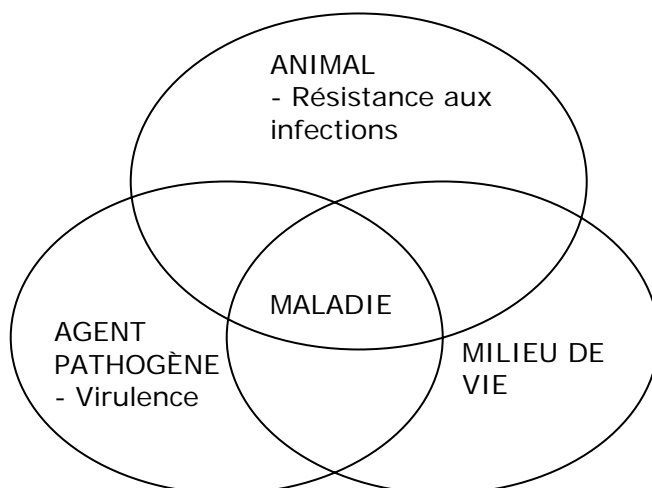 ANIMAL
- Résistance aux
infections
MALADIE
AGENT
PATHOGÈNE
- Virulence
MILIEU DE
VIE